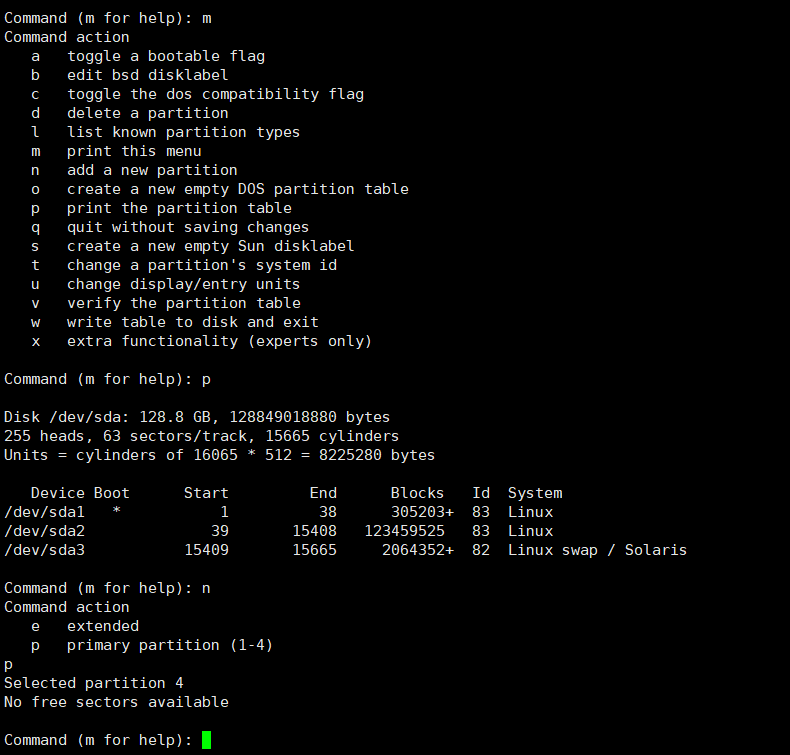 Command (m for help): m
Command action
   a   toggle a bootable flag
   b   edit bsd disklabel
   c   toggle the dos compatibility flag
   d   delete a partition
   l   list known partition types
   m   print this menu
   n   add a new partition
   o   create a new empty DOS partition table
   p   print the partition table
   q   quit without saving changes
   s   create a new empty Sun disklabel
   t   change a partition's system id
   u   change display/entry units
   v   verify the partition table
   w   write table to disk and exit
   x   extra functionality (experts only)

Command (m for help): p

Disk /dev/sda: 128.8 GB, 128849018880 bytes
255 heads, 63 sectors/track, 15665 cylinders
Units = cylinders of 16065 * 512 = 8225280 bytes

   Device Boot      Start         End      Blocks   Id  System
/dev/sda1   *           1          38      305203+  83  Linux
/dev/sda2              39       15408   123459525   83  Linux
/dev/sda3           15409       15665     2064352+  82  Linux swap / Solaris

Command (m for help): n
Command action
   e   extended
   p   primary partition (1-4)
p
Selected partition 4
No free sectors available

Command (m for help):